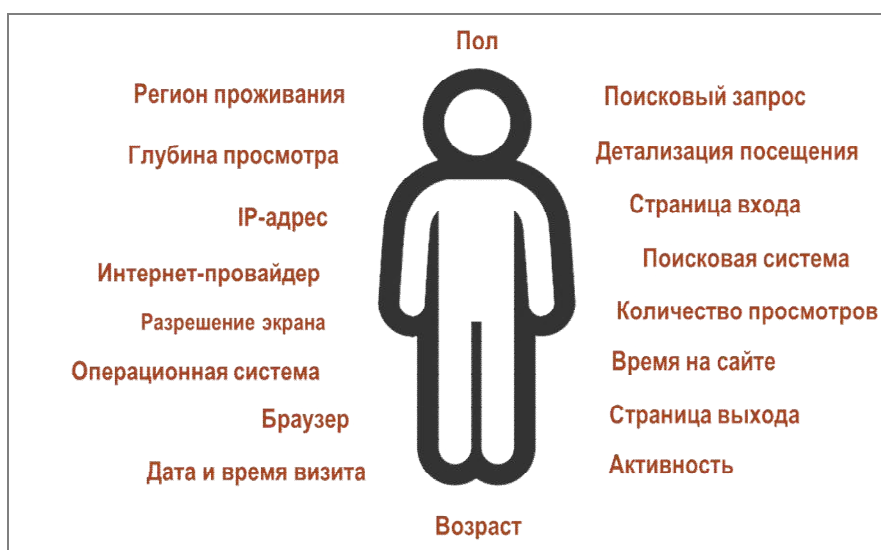 Пол
Регион проживания
Глубина просмотра
IP-адрес
Интернет-провайдер
Разрешение экрана
Операционная система
Браузер
Дата и время визита
Поисковый запрос
Детализация посещения
Страница входа
Поисковая система
Количество просмотров
Время на сайте
Страница выхода
Активность
Возраст